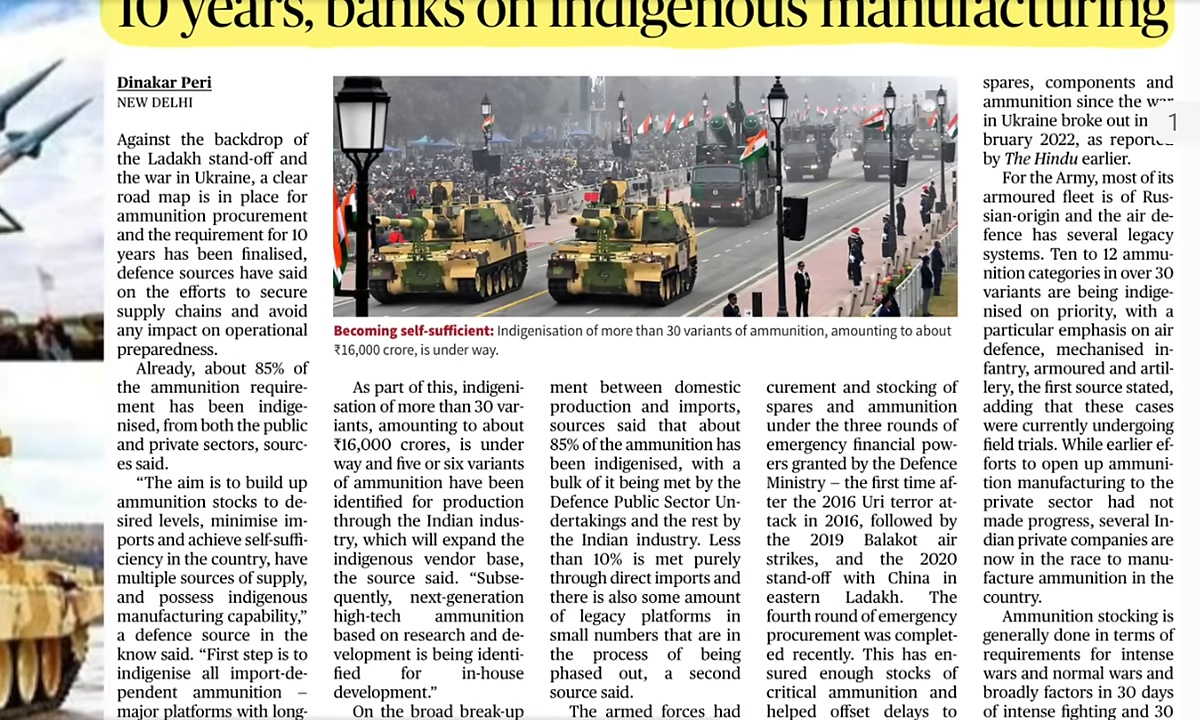 10 years, banks on indigenous manufacturing
Dinakar Peri
NEW DELHI
Against the backdrop of
the Ladakh stand-off and
the war in Ukraine, a clear
road map is in place for
ammunition procurement
and the requirement for 10
years has been finalised,
defence sources have said
on the efforts to secure
supply chains and avoid
any impact on operational
preparedness.
Already, about 85% of
the ammunition require-
ment has been indige-
nised, from both the public
and private sectors, sourc-
es said.
“The aim is to build up
ammunition stocks to de-
sired levels, minimise im-
ports and achieve self-suffi-
ciency in the country, have
multiple sources of supply,
and possess indigenous
manufacturing capability,”
a defence source in the
know said. “First step is to
indigenise all import-de-
pendent ammunition –
major platforms with long-
Becoming self-sufficient: Indigenisation of more than 30 variants of ammunition, amounting to about
₹16,000 crore, is under way.
As part of this, indigeni-
sation of more than 30 var-
iants, amounting to about
₹16,000 crores, is under
way and five or six variants
of ammunition have been
identified for production
through the Indian indus-
try, which will expand the
indigenous vendor base,
the source said. “Subse-
quently, next-generation
high-tech ammunition
based on research and de-
velopment is being identi-
fied for in-house
development.”
On the broad break-up
ment between domestic
production and imports,
sources said that about
85% of the ammunition has
been indigenised, with a
bulk of it being met by the
Defence Public Sector Un-
dertakings and the rest by
the Indian industry. Less
than 10% is met purely
through direct imports and
there is also some amount
of legacy platforms in
small numbers that are in
the process of being
phased out, a second
source said.
The armed forces had
curement and stocking of
spares and ammunition
under the three rounds of
emergency financial pow-
ers granted by the Defence
Ministry – the first time af-
ter the 2016 Uri terror at-
tack in 2016, followed by
the 2019 Balakot air
strikes, and the 2020
stand-off with China in
eastern Ladakh. The
fourth round of emergency
procurement was complet-
ed recently. This has en-
sured enough stocks of
critical ammunition and
helped offset delays to
spares, components and
ammunition since the war
in Ukraine broke out in
bruary 2022, as reported
by The Hindu earlier.
For the Army, most of its
armoured fleet is of Rus-
sian-origin and the air de-
fence has several legacy
systems. Ten to 12 ammu-
nition categories in over 30
variants are being indige-
nised on priority, with a
particular emphasis on air
defence, mechanised in-
fantry, armoured and artil-
lery, the first source stated,
adding that these cases
were currently undergoing
field trials. While earlier ef-
forts to open up ammuni-
tion manufacturing to the
private sector had not
made progress, several In-
dian private companies are
now in the race to manu-
facture ammunition in the
country.
Ammunition stocking is
generally done in terms of
requirements for intense
wars and normal wars and
broadly factors in 30 days
of intense fighting and 30
1